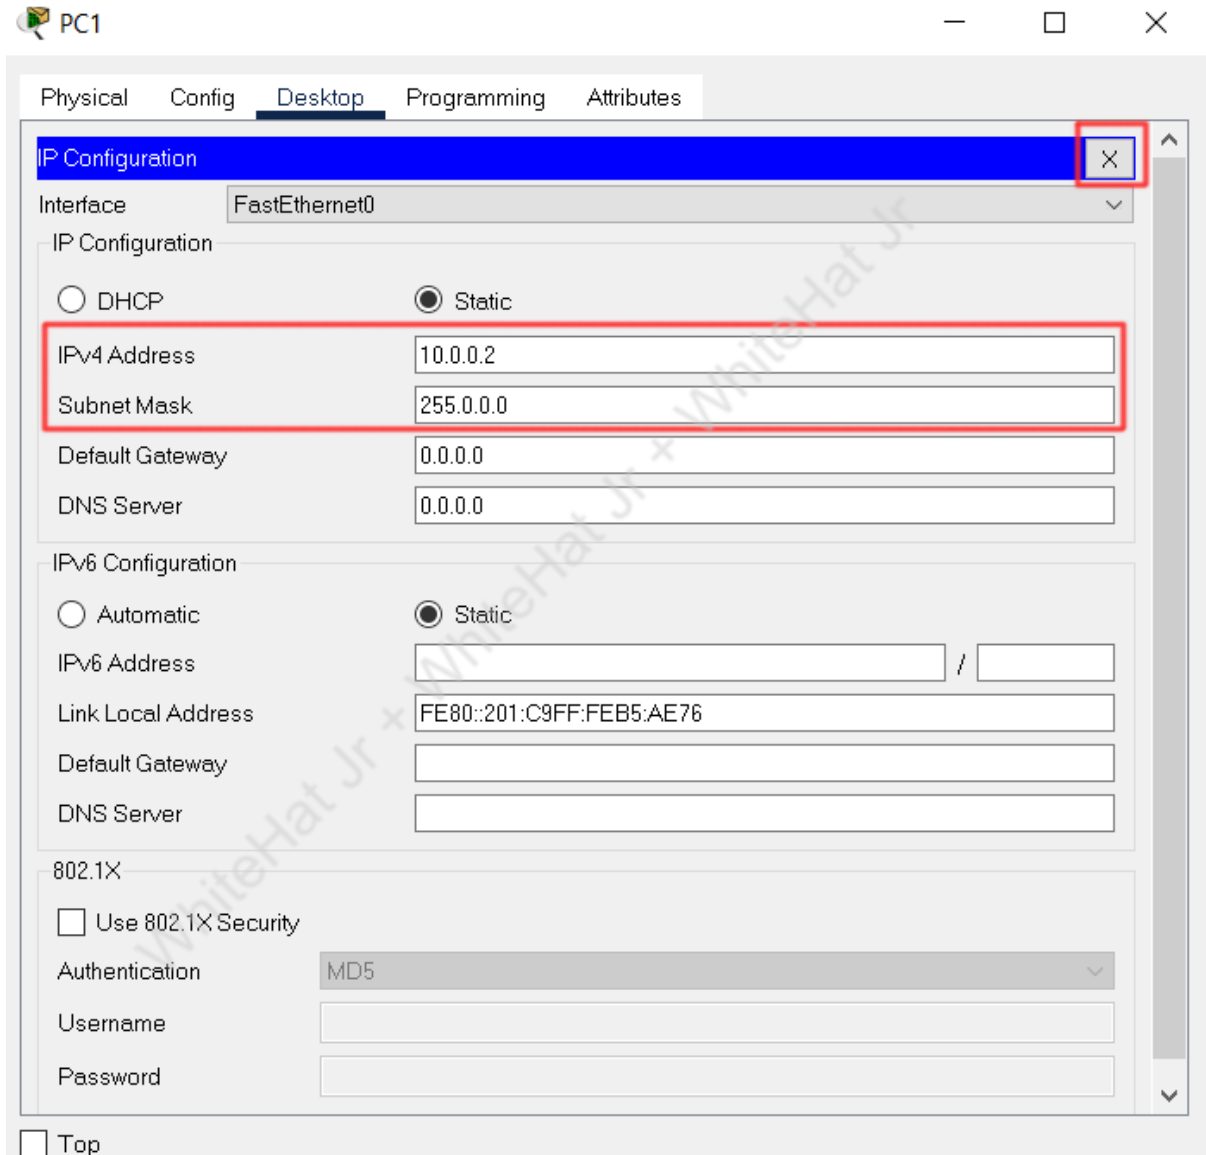 PC1
Physical Config Desktop Programming Attributes
IP Configuration X
Interface FastEthernet0
IP Configuration
DHCP Static
IPv4 Address 10.0.0.2
Subnet Mask 255.0.0.0
Default Gateway 0.0.0.0
DNS Server 0.0.0.0
IPv6 Configuration
Automatic Static
IPv6 Address /
Link Local Address FE80::201:C9FF:FEB5:AE76
Default Gateway
DNS Server
802.1X
Use 802.1X Security
Authentication MD5
Username
Password
Top
WhiteHat Jr + WhiteHat Jr + WhiteHat Jr